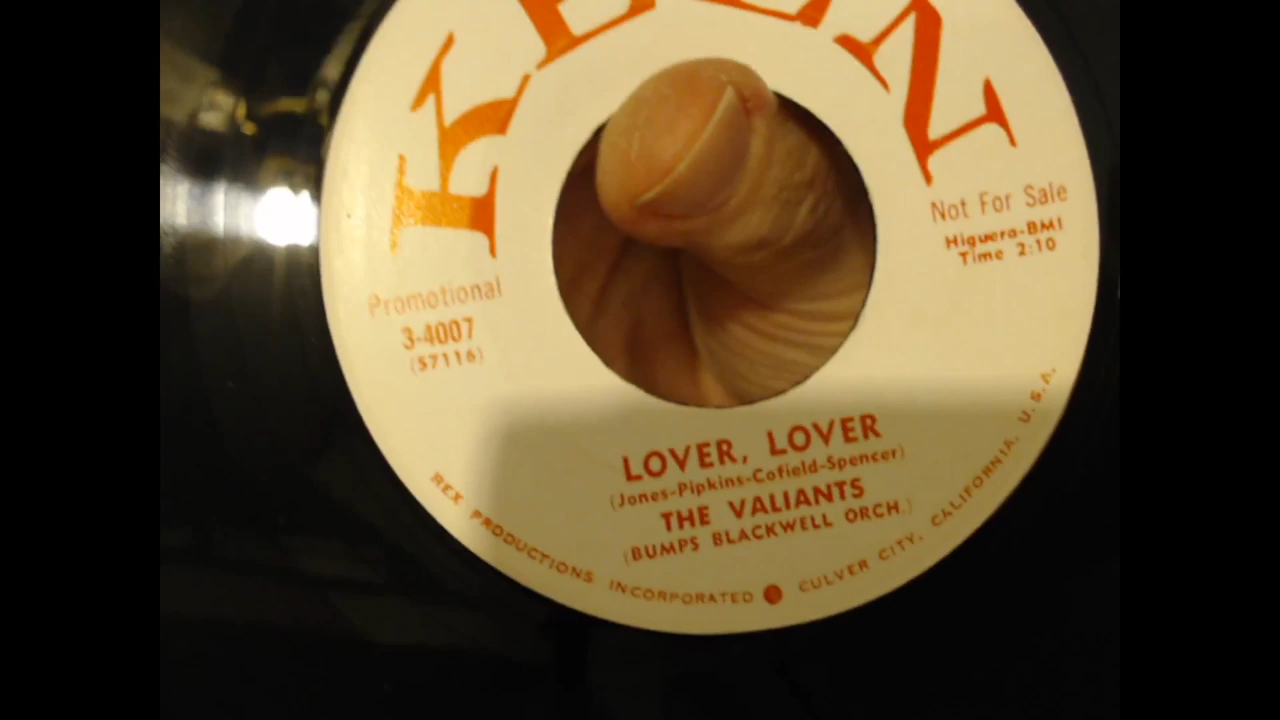 KEEN
Promotional
3-4007
(57116)
Not For Sale
Higuera-BMI
Time 2:10
LOVER, LOVER
(Jones-Pipkins-Cofield-Spencer)
THE VALIANTS
(BUMPS BLACKWELL ORCH.)
REX PRODUCTIONS INCORPORATED ● CULVER CITY, CALIFORNIA, U.S.A.